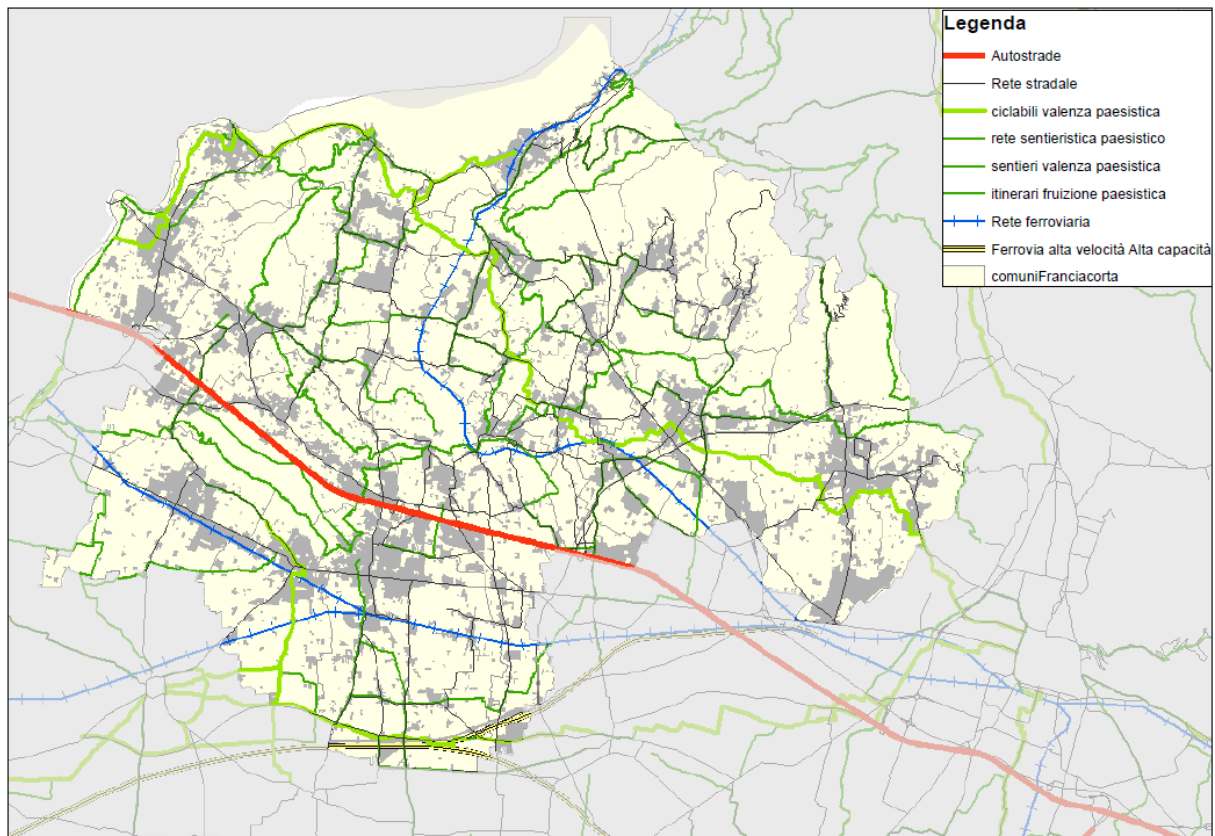 Legenda
Autostrade
Rete stradale
ciclabili valenza paesistica
rete sentieristica paesistico
sentieri valenza paesistica
itinerari fruizione paesistica
Rete ferroviaria
Ferrovia alta velocità Alta capacità
comuniFranciacorta